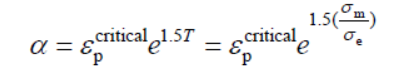 α = ε_p^critical e^{1.5T} = ε_p^critical e^{1.5(σ_m/σ_e)}